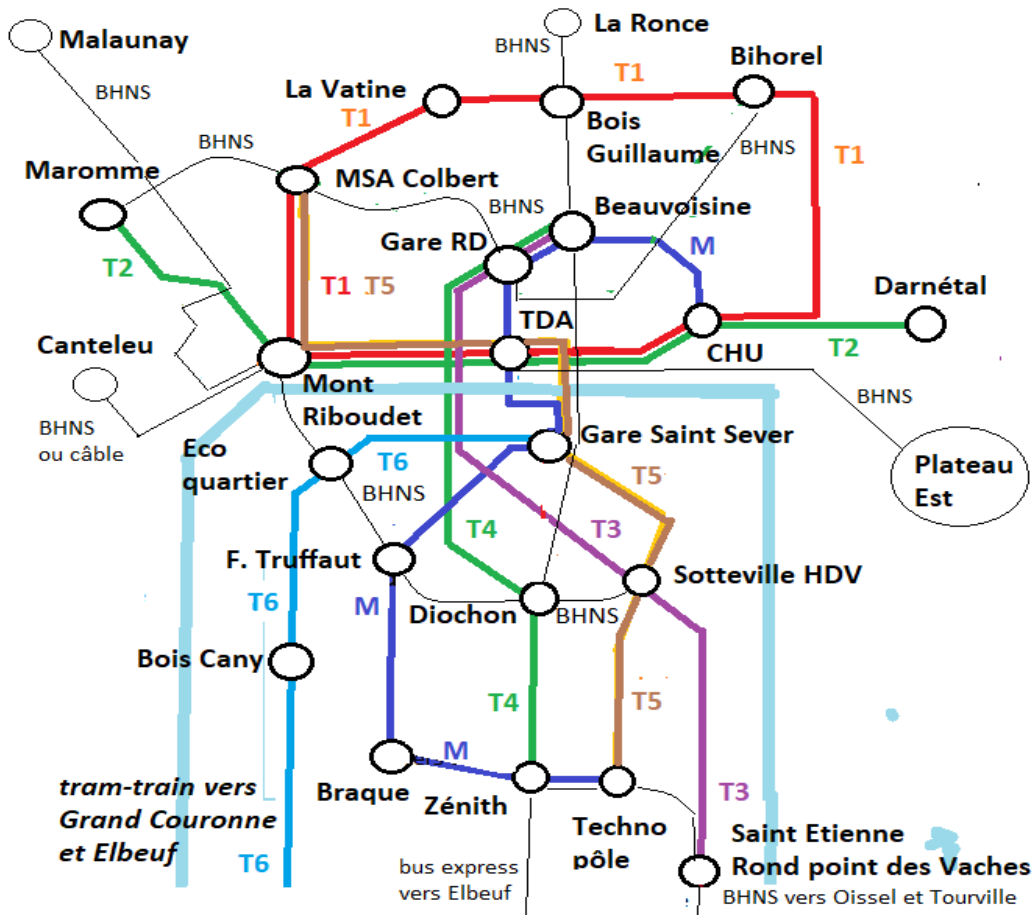 La Ronce
Malaunay
BHNS
Bihorel
T1
La Vatine
BHNS
T1
Bois
Guillaume
BHNS
T1
BHNS
Maromme
MSA Colbert
BHNS
Beauvoisine
Gare RD
M
T2
T1
T5
Darnétal
TDA
CHU
T2
Canteleu
Mont
Riboudet
BHNS
BHNS
ou câble
Gare Saint Sever
Eco
quartier
T6
Plateau
Est
T5
BHNS
T4
T3
F. Truffaut
Sotteville HDV
T6
M
Diochon
BHNS
Bois Cany
T4
T5
M
tram-train vers
Grand Couronne
et Elbeuf
Braque
Zénith
T3
Techno
pôle
Saint Etienne
Rond point des Vaches
T6
bus express
vers Elbeuf
BHNS vers Oissel et Tourville